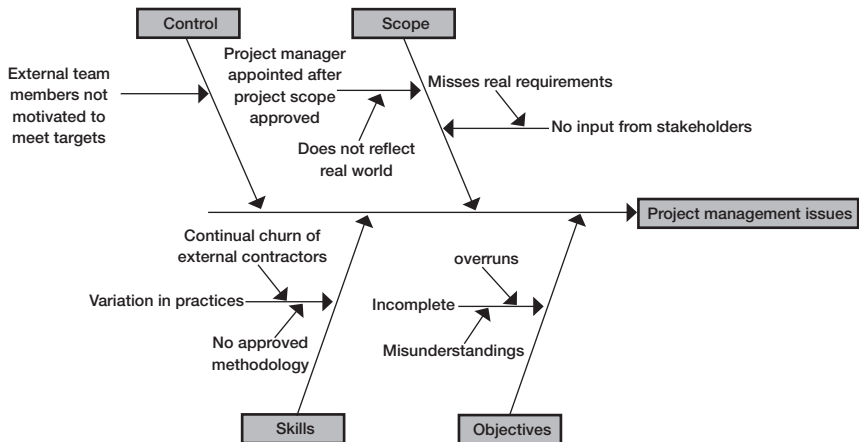 Control
Scope
External team
members not
motivated to
meet targets
Project manager
appointed after
project scope
approved
Does not reflect
real world
Misses real requirements
No input from stakeholders
Project management issues
Continual churn of
external contractors
Variation in practices
No approved
methodology
overruns
Incomplete
Misunderstandings
Skills
Objectives